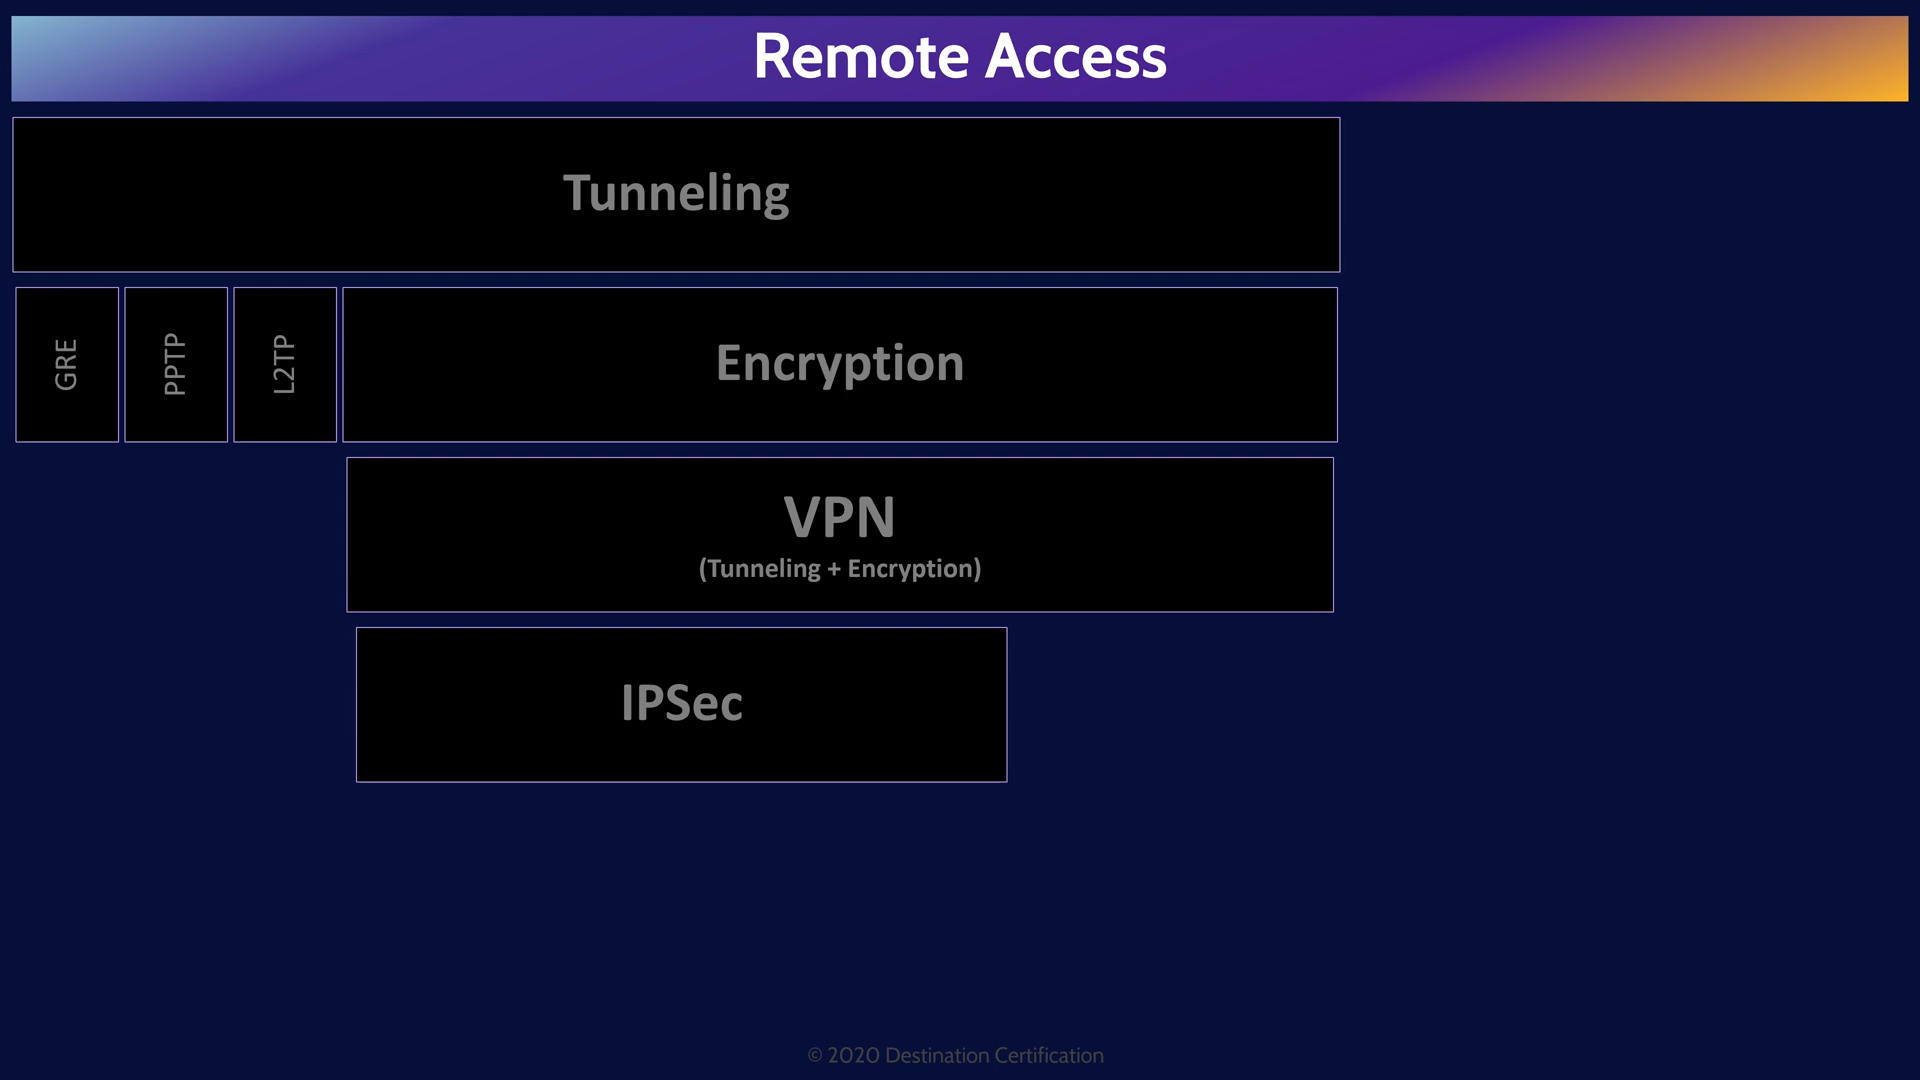 Remote Access
Tunneling
GRE
PPTP
L2TP
Encryption
VPN
(Tunneling + Encryption)
IPSec
© 2020 Destination Certification